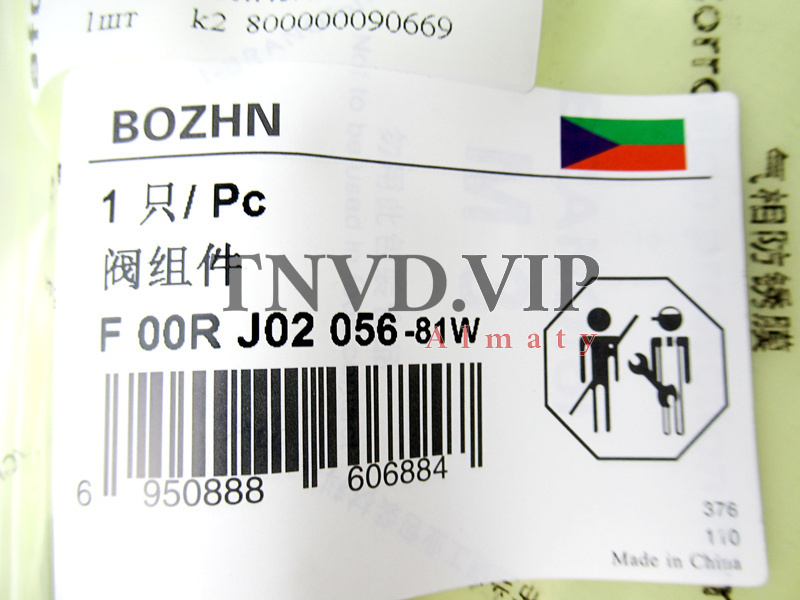 1шт k2 800000090669
BOZHN
1 只/ Pc
阀组件
TNVD.VIP
F 00R J02 056-81W
Almaty
6 950888 606884
376
110
Made in China
气相防锈膜